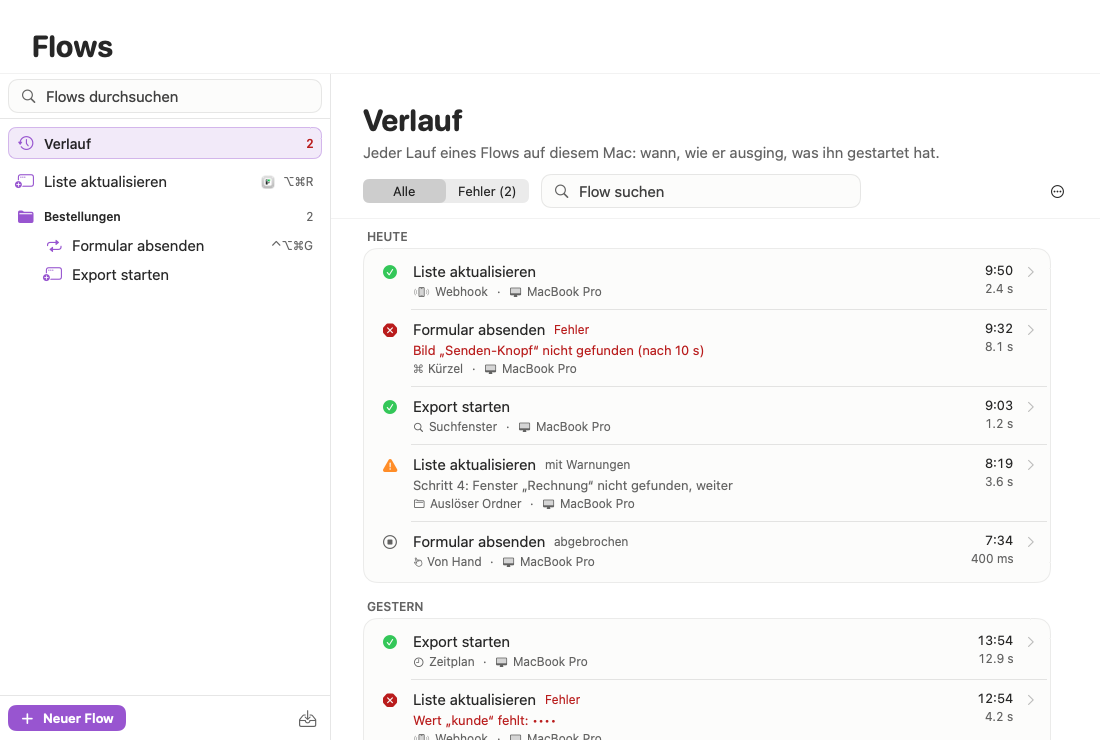 Flows
Flows durchsuchen
Verlauf 2
Liste aktualisieren F ⌥⌘R
Bestellungen 2
Formular absenden ^⌥⌘G
Export starten
Neuer Flow
Verlauf
Jeder Lauf eines Flows auf diesem Mac: wann, wie er ausging, was ihn gestartet hat.
Alle Fehler (2) Flow suchen
HEUTE
Liste aktualisieren 9:50
Webhook · MacBook Pro 2.4 s
Formular absenden Fehler 9:32
Bild „Senden-Knopf“ nicht gefunden (nach 10 s) 8.1 s
⌘ Kürzel · MacBook Pro
Export starten 9:03
Suchfenster · MacBook Pro 1.2 s
Liste aktualisieren mit Warnungen 8:19
Schritt 4: Fenster „Rechnung“ nicht gefunden, weiter 3.6 s
Auslöser Ordner · MacBook Pro
Formular absenden abgebrochen 7:34
Von Hand · MacBook Pro 400 ms
GESTERN
Export starten 13:54
Zeitplan · MacBook Pro 12.9 s
Liste aktualisieren Fehler 12:54
Wert „kunde“ fehlt: •••• 4.2 s
Webhook · MacBook Pro